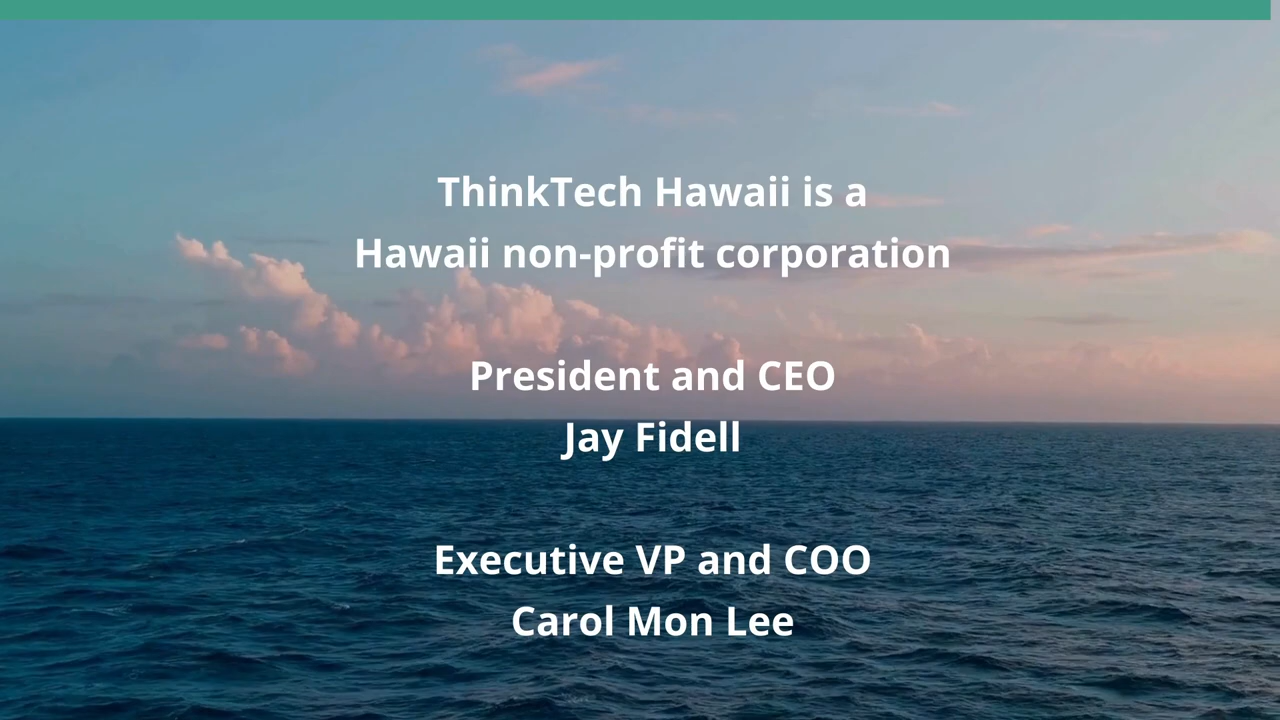 ThinkTech Hawaii is a
Hawaii non-profit corporation
President and CEO
Jay Fidell
Executive VP and COO
Carol Mon Lee